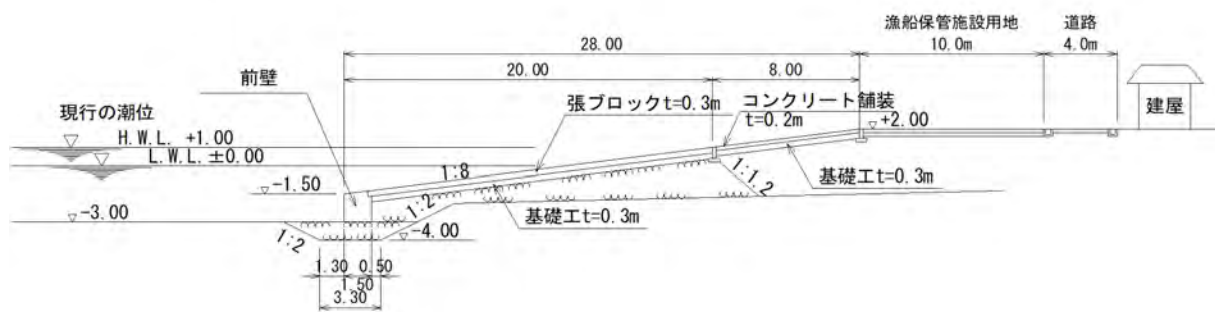 漁船保管施設用地
道路
28.00
10.0m
4.0m
20.00
8.00
前壁
張ブロックt=0.3m
コンクリート舗装
t=0.2m
建屋
現行の潮位
H.W.L. +1.00
L.W.L. ±0.00
+2.00
1:8
1:1.2
基礎工t=0.3m
-1.50
1:2
基礎工t=0.3m
-3.00
1:2
-4.00
1.30
0.50
1.50
3.30